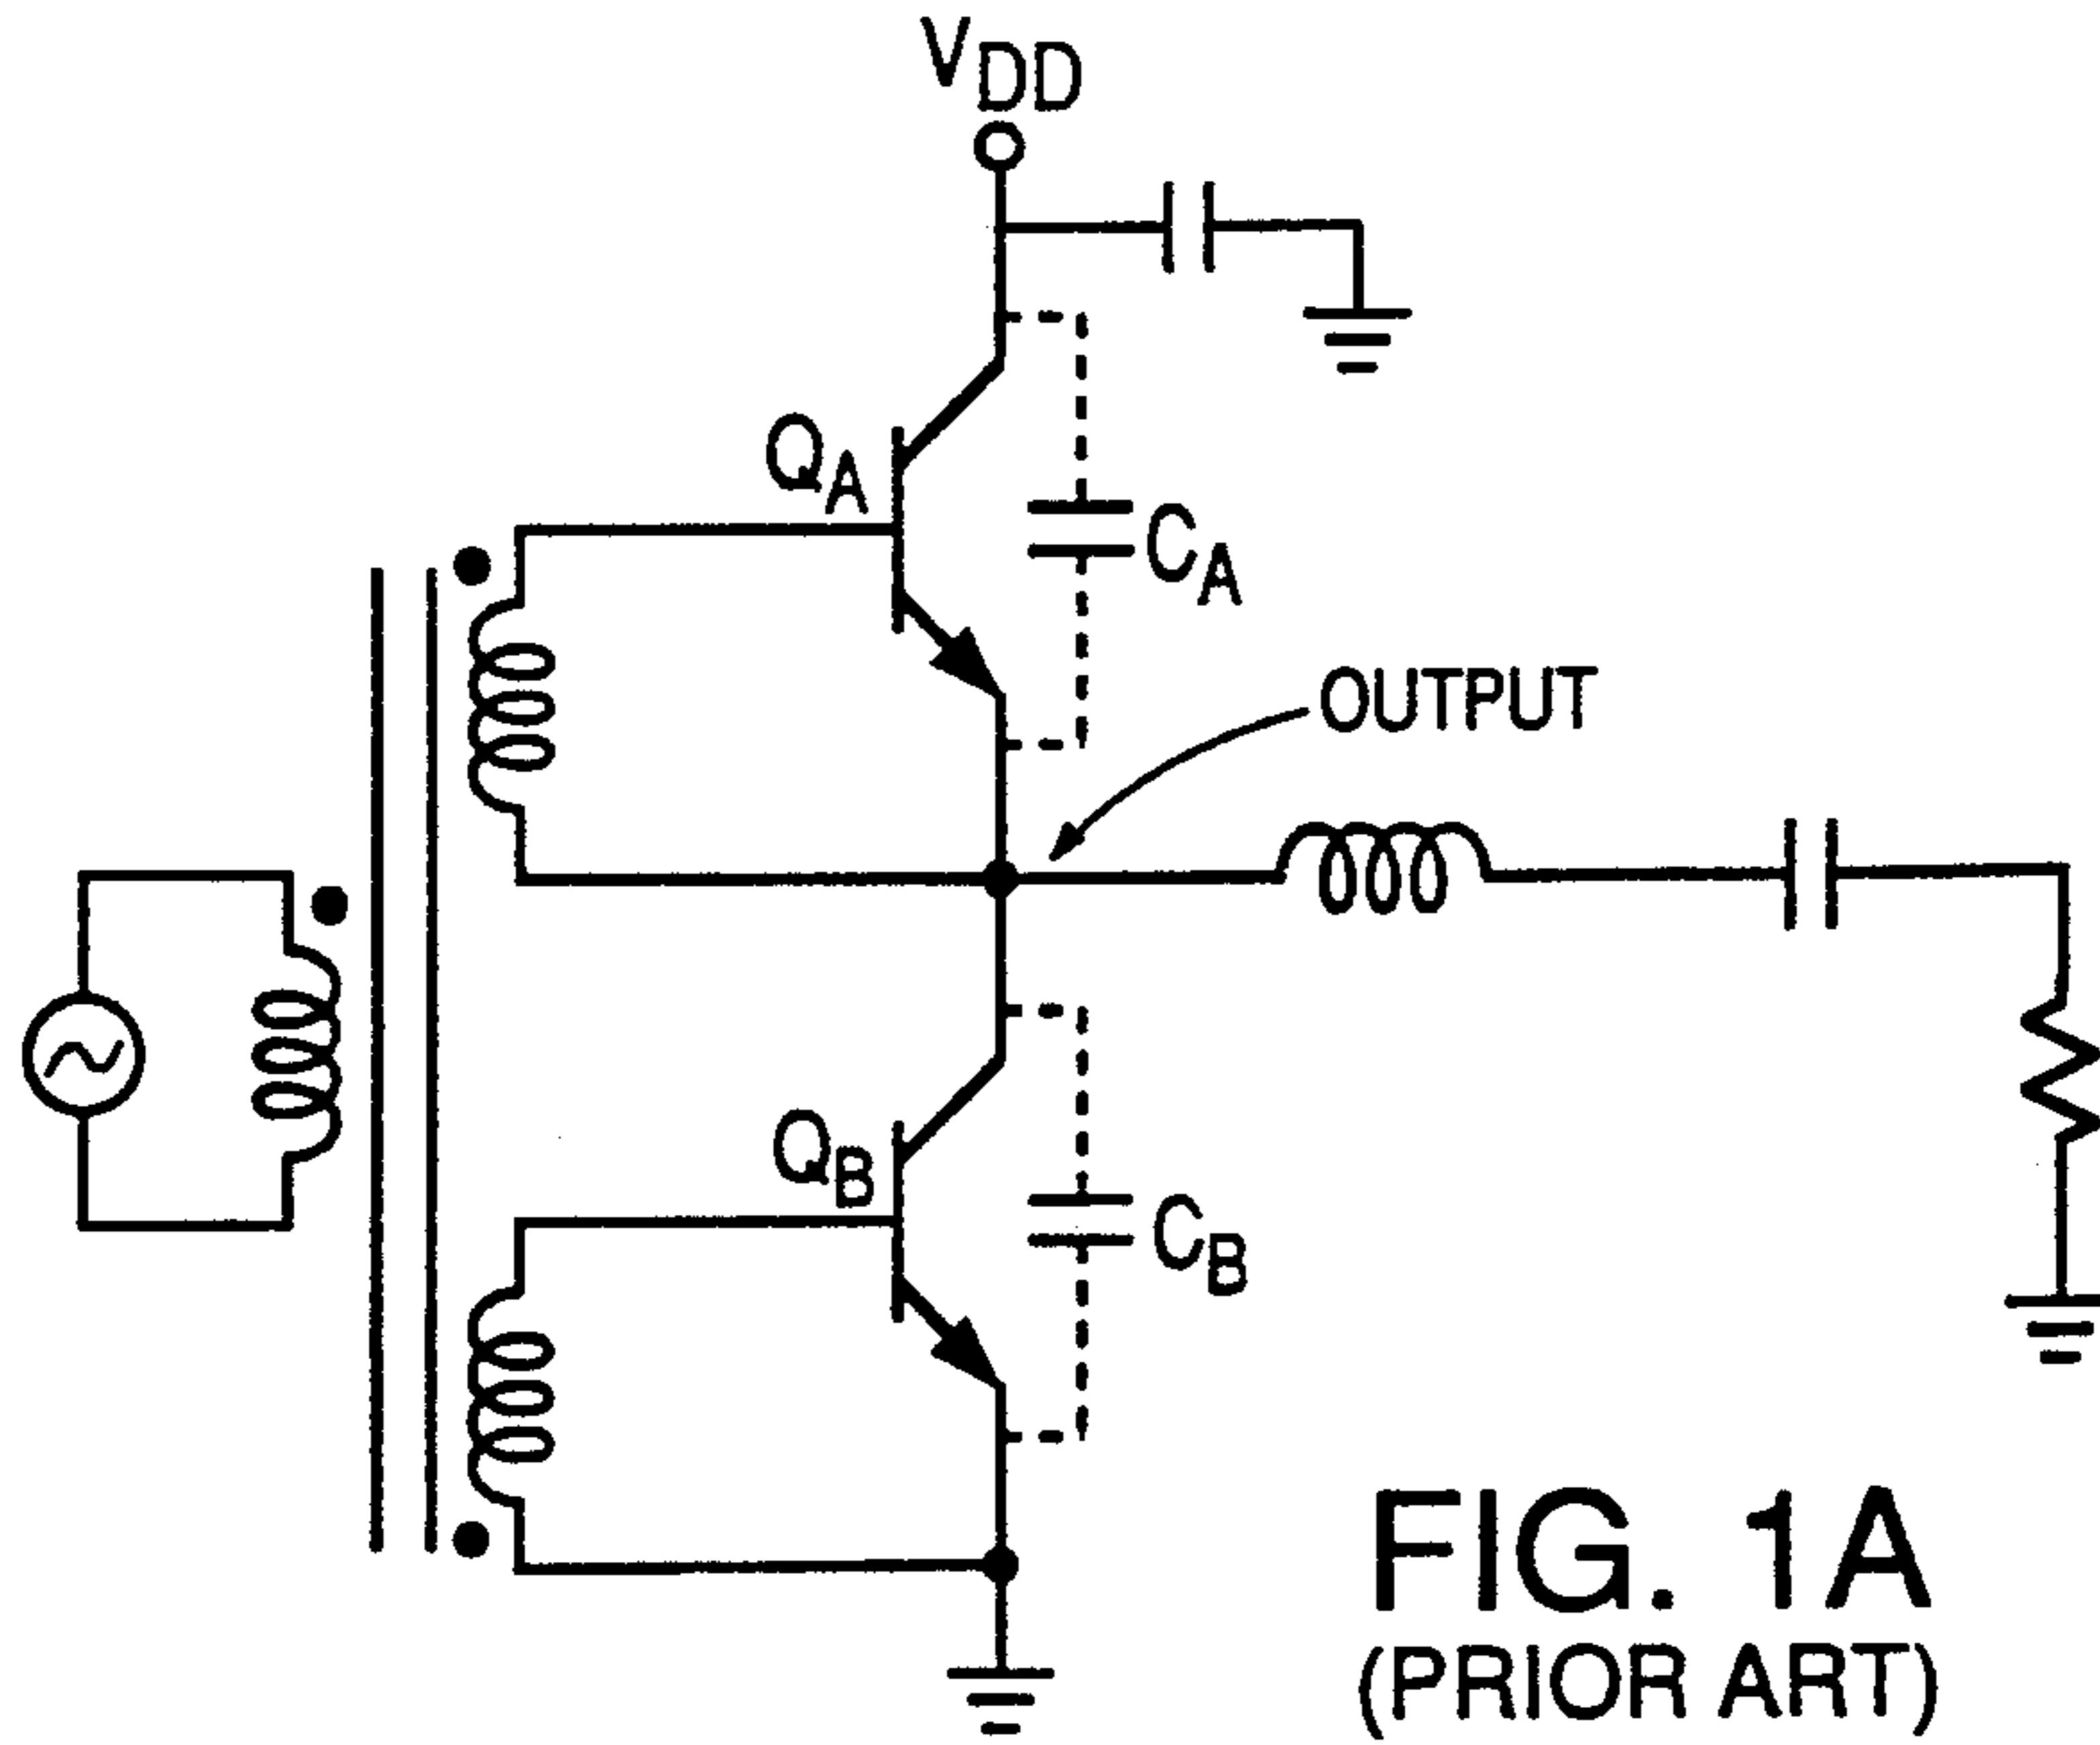 VDD
QA
CA
OUTPUT
QB
CB
FIG. 1A
(PRIOR ART)